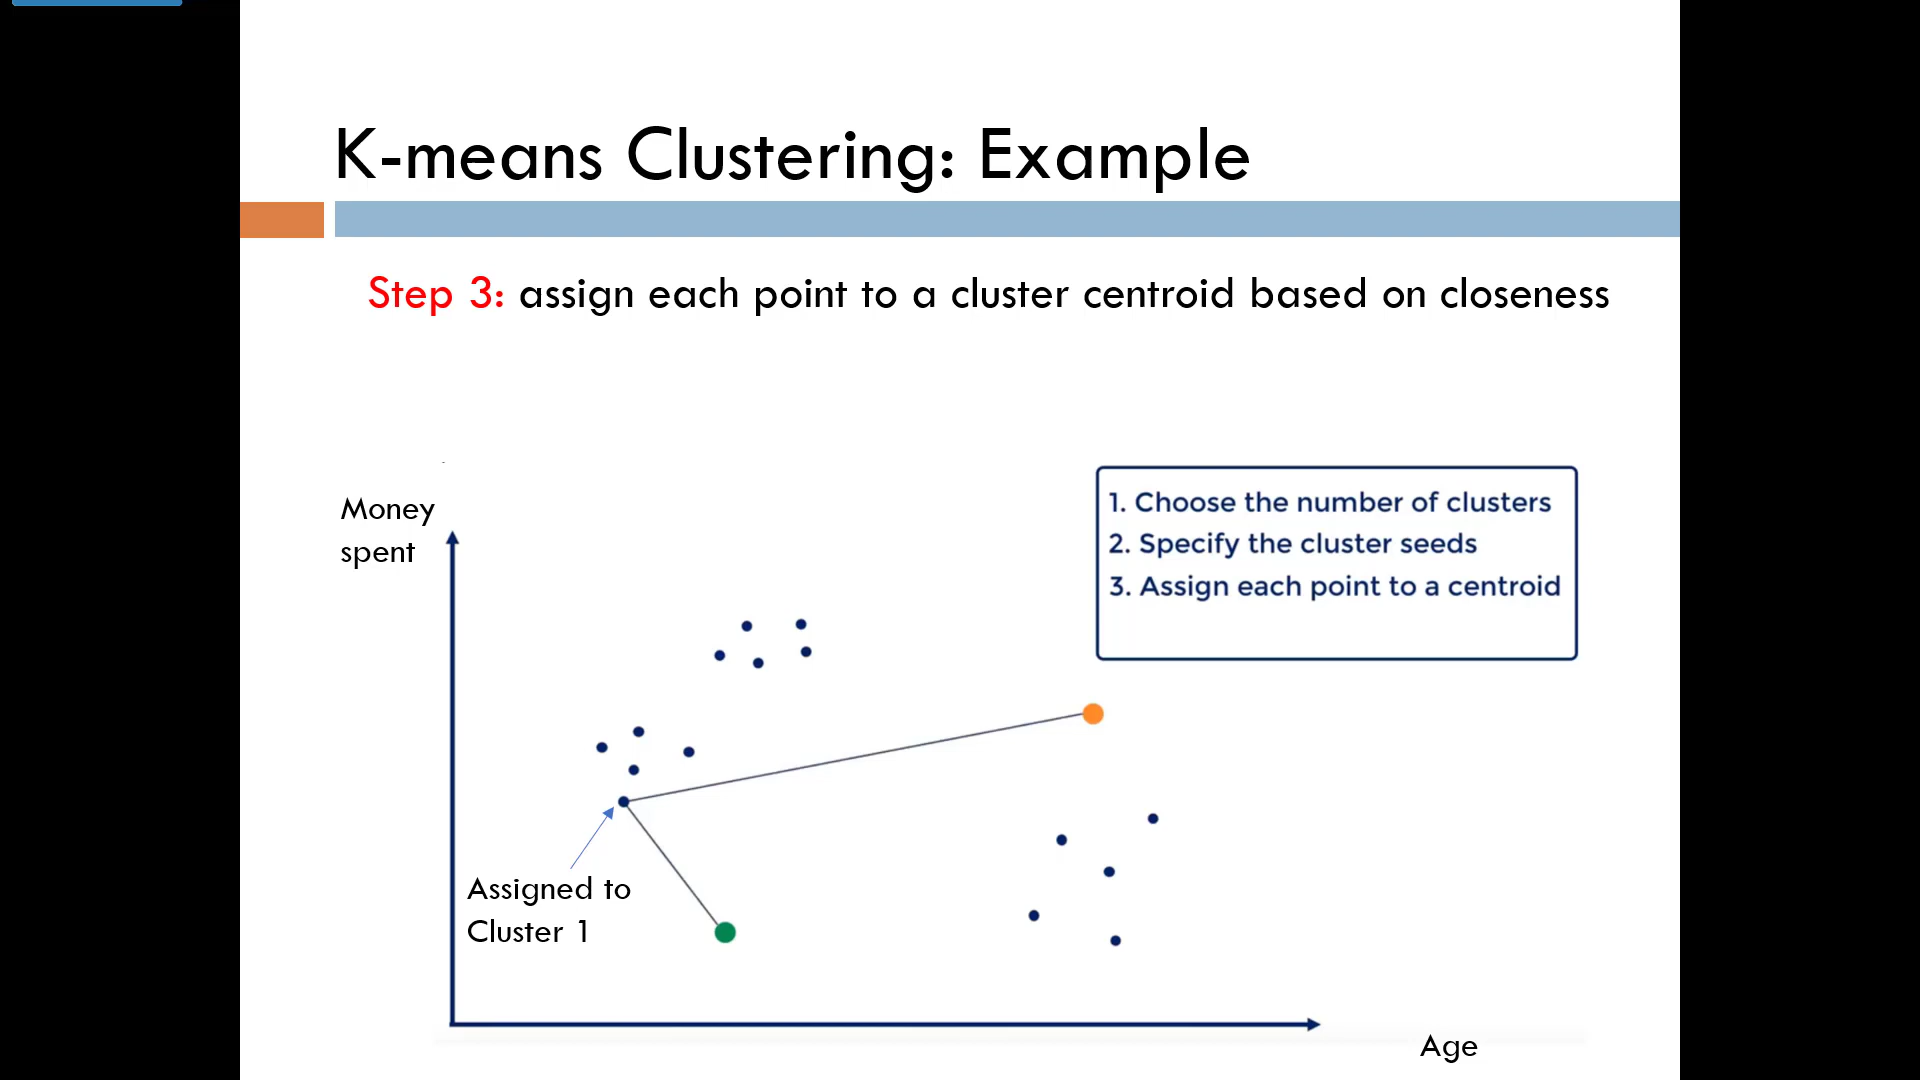 K-means Clustering: Example
Step 3: assign each point to a cluster centroid based on closeness
Money
spent
1. Choose the number of clusters
2. Specify the cluster seeds
3. Assign each point to a centroid
Assigned to
Cluster 1
Age